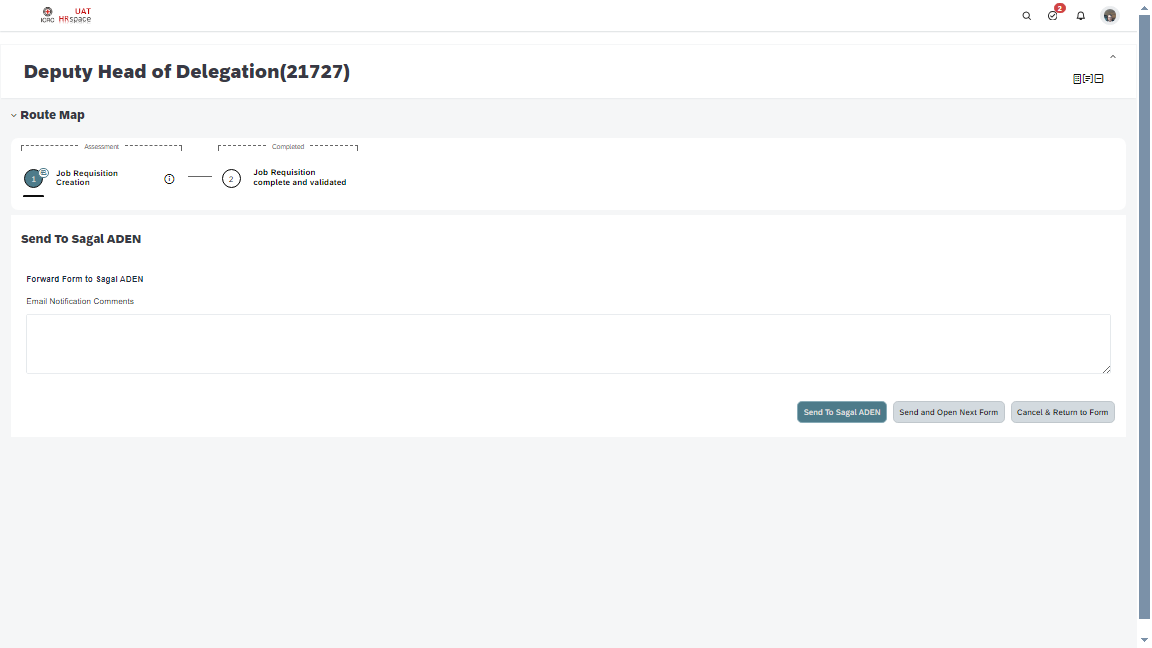 ICRC
UAT
HRspace
2
Deputy Head of Delegation(21727)
Route Map
Assessment
Completed
1
Job Requisition
Creation
2
Job Requisition
complete and validated
Send To Sagal ADEN
Forward Form to Sagal ADEN
Email Notification Comments
Send To Sagal ADEN
Send and Open Next Form
Cancel & Return to Form